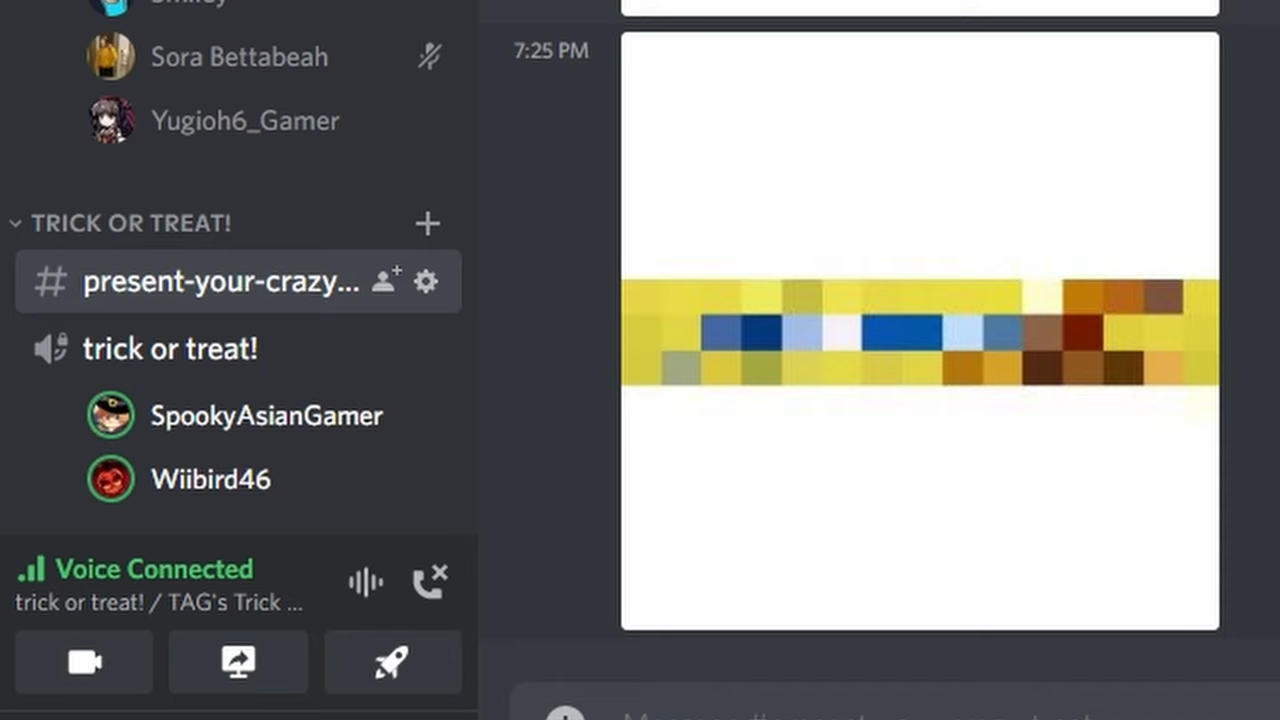 Smiley
Sora Bettabeah
Yugioh6_Gamer
TRICK OR TREAT!
present-your-crazy...
trick or treat!
SpookyAsianGamer
Wiibird46
Voice Connected
trick or treat! / TAG's Trick ...
7:25 PM